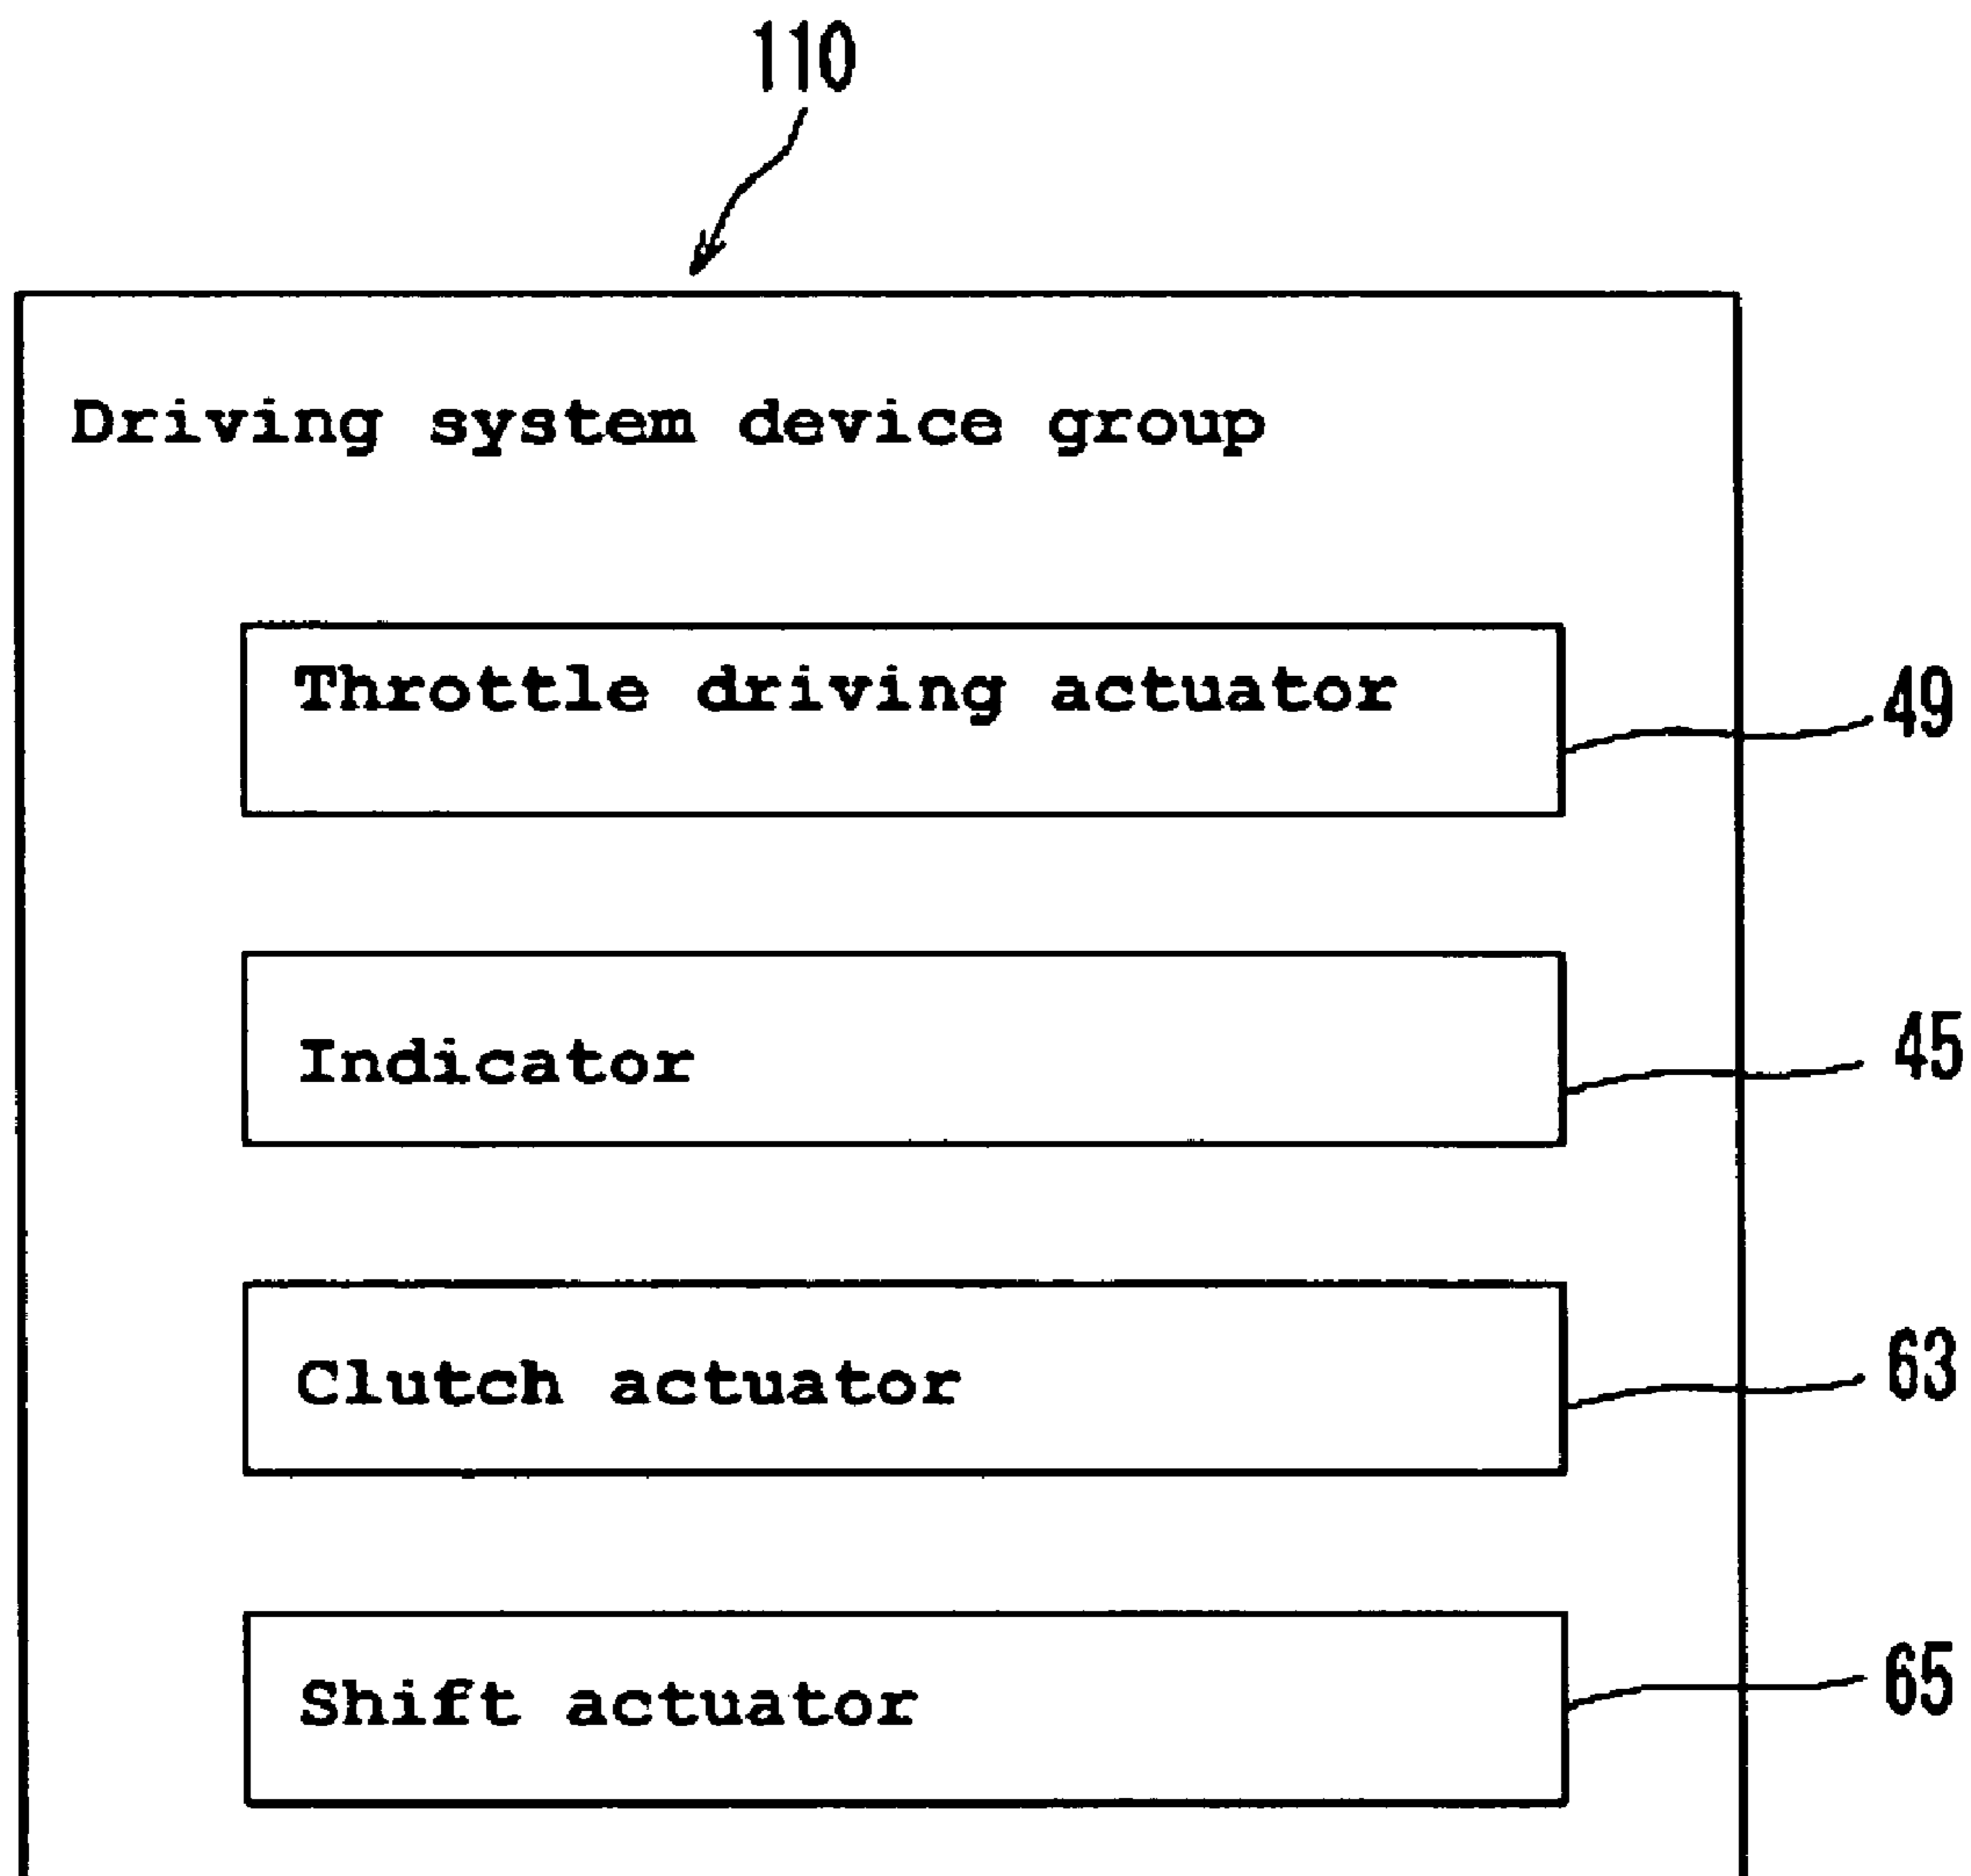 110
Driving system device group
Throttle driving actuator
49
Indicator
45
Clutch actuator
63
Shift actuator
65